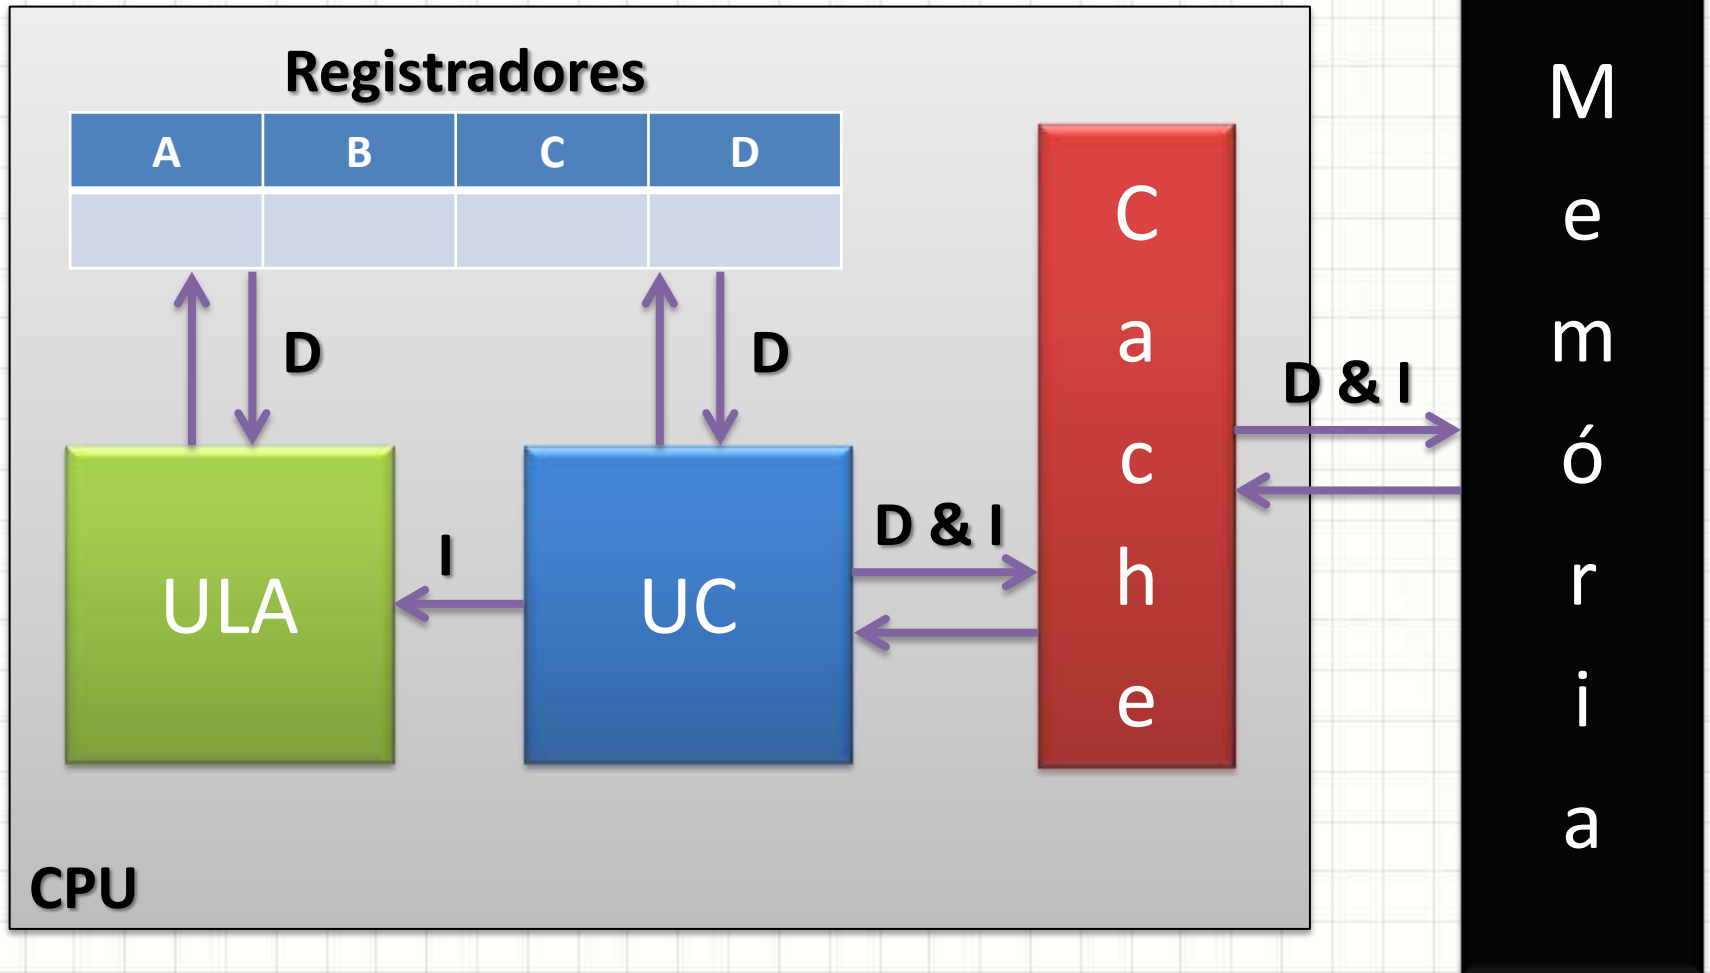 Registradores
A B C D
D
D
I
D & I
D & I
ULA
UC
Cache
Memória
CPU